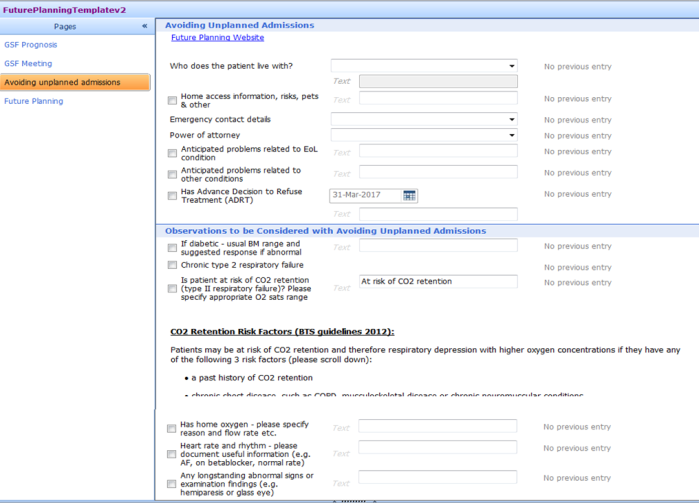 FuturePlanningTemplatev2
Pages «
GSF Prognosis
GSF Meeting
Avoiding unplanned admissions
Future Planning
Avoiding Unplanned Admissions
Future Planning Website
Who does the patient live with? No previous entry
Text
Home access information, risks, pets Text No previous entry
& other
Emergency contact details No previous entry
Power of attorney No previous entry
Anticipated problems related to EoL Text No previous entry
condition
Anticipated problems related to Text No previous entry
other conditions
Has Advance Decision to Refuse 31-Mar-2017 No previous entry
Treatment (ADRT)
Text
Observations to be Considered with Avoiding Unplanned Admissions
If diabetic - usual BM range and Text No previous entry
suggested response if abnormal
Chronic type 2 respiratory failure No previous entry
Is patient at risk of CO2 retention Text At risk of CO2 retention No previous entry
(type II respiratory failure)? Please
specify appropriate O2 sats range
CO2 Retention Risk Factors (BTS guidelines 2012):
Patients may be at risk of CO2 retention and therefore respiratory depression with higher oxygen concentrations if they have any
of the following 3 risk factors (please scroll down):
• a past history of CO2 retention
• chronic chest disease, such as COPD, musculoskeletal disease or chronic neuromuscular conditions
Has home oxygen - please specify Text No previous entry
reason and flow rate etc.
Heart rate and rhythm - please Text No previous entry
document useful information (e.g.
AF, on betablocker, normal rate)
Any longstanding abnormal signs or Text No previous entry
examination findings (e.g.
hemiparesis or glass eye)